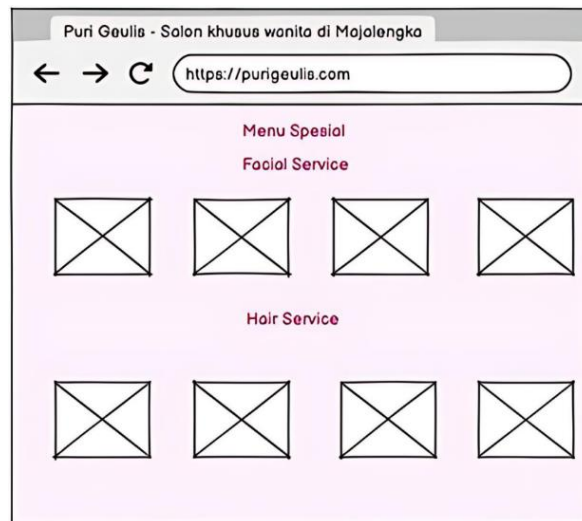 Puri Geulis - Salon khusus wanita di Majalengka
https://purigeulis.com
Menu Spesial
Facial Service
Hair Service